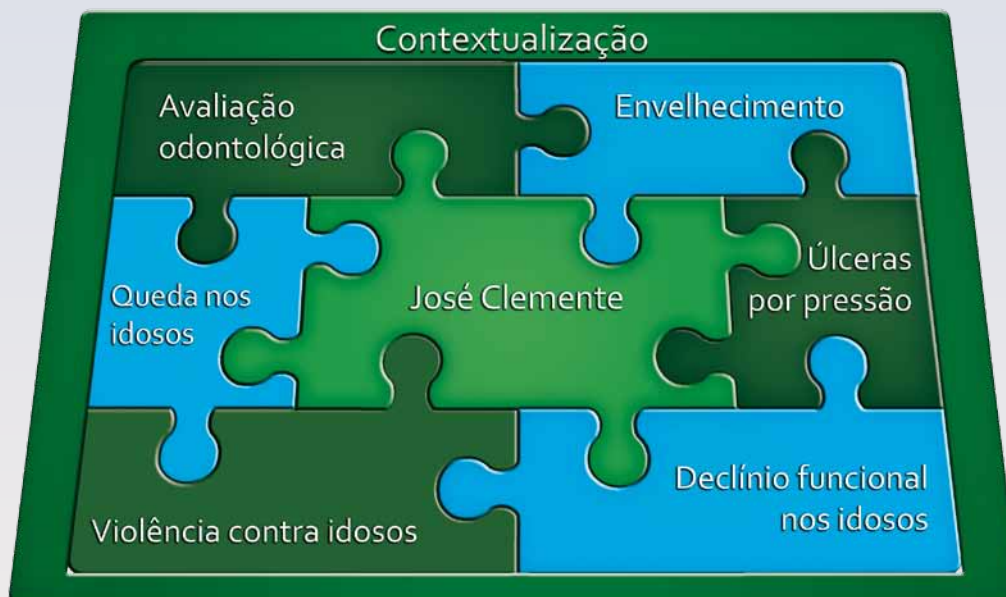 Contextualização
Avaliação
odontológica
Envelhecimento
Queda nos
idosos
José Clemente
Úlceras
por pressão
Violência contra idosos
Declínio funcional
nos idosos